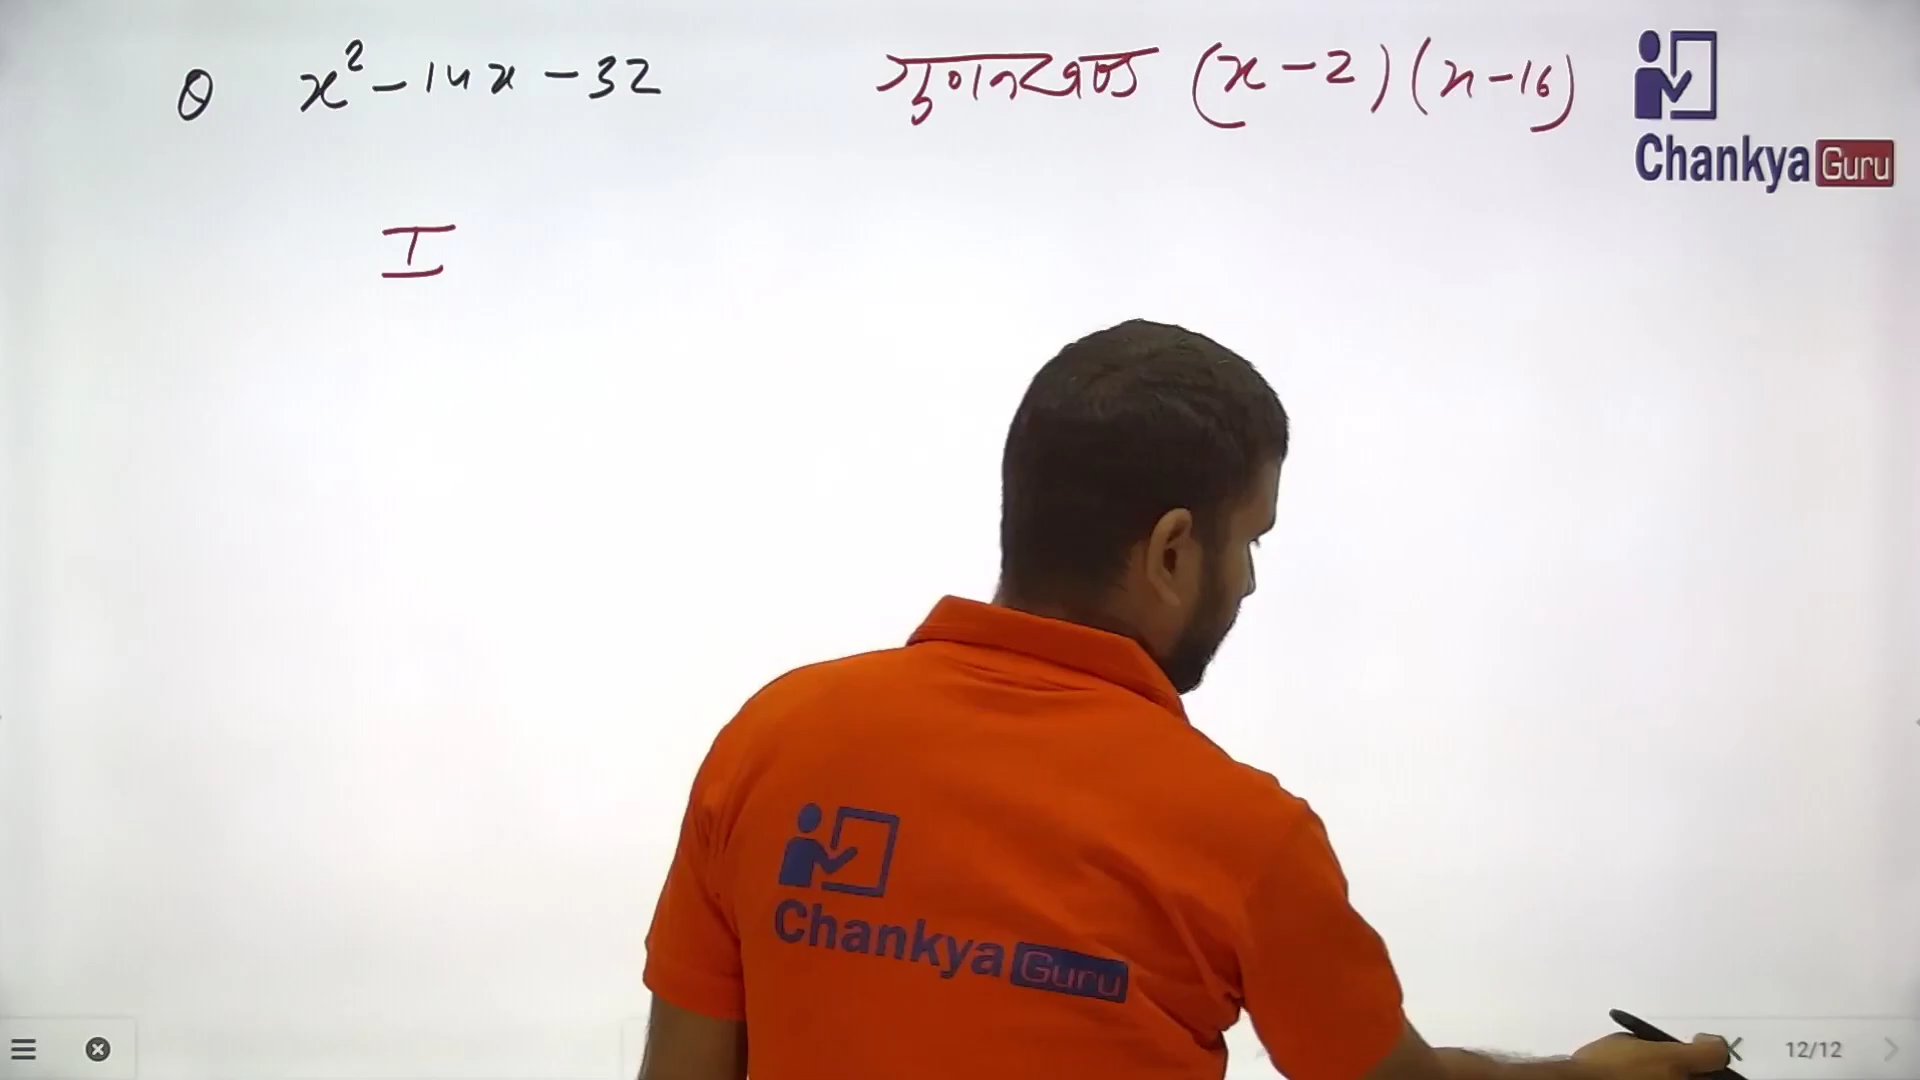 Q x² - 14x - 32 गुणनखण्ड (x - 2) (x - 16)
Chankya Guru
I
Chankya Guru
12/12